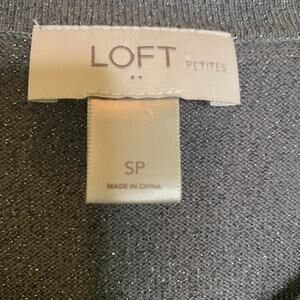 LOFT
PETITES
SP
MADE IN CHINA